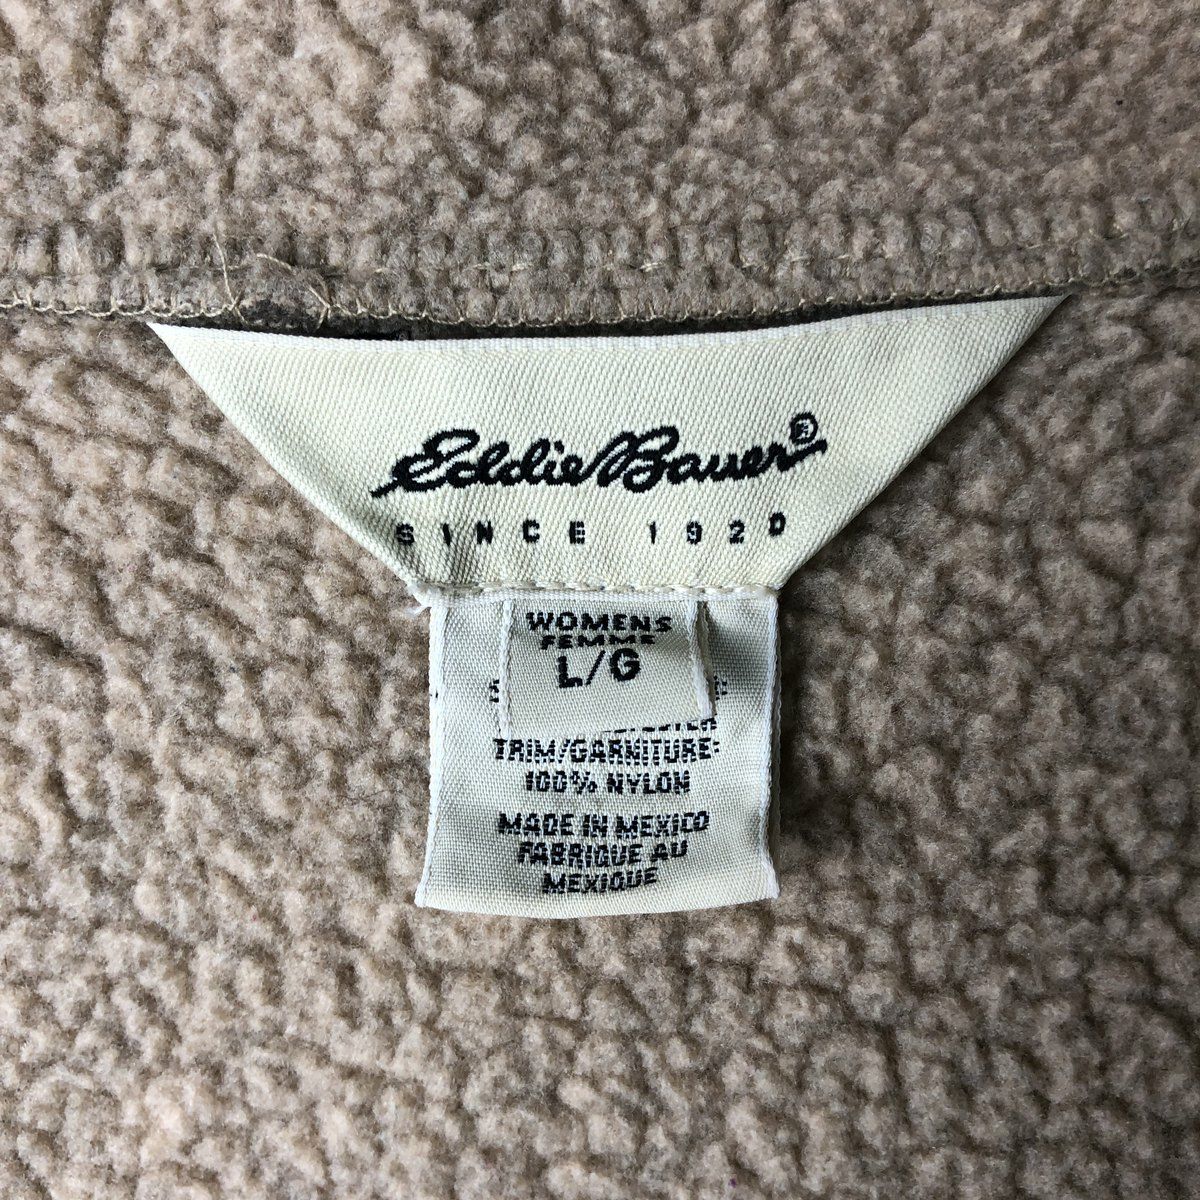 Eddie Bauer®
SINCE 1920
WOMENS
FEMME
L/G
TRIM/GARNITURE:
100% NYLON
MADE IN MEXICO
FABRIQUE AU
MEXIQUE